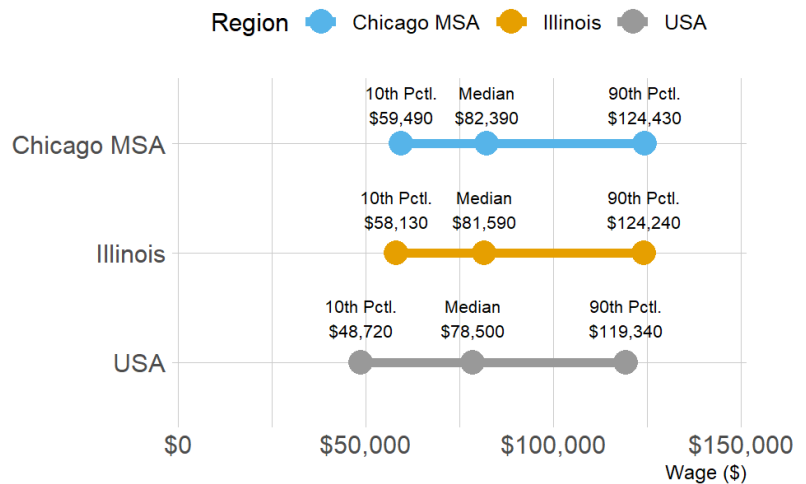 Region Chicago MSA Illinois USA
10th Pctl. Median 90th Pctl.
$59,490 $82,390 $124,430
Chicago MSA
10th Pctl. Median 90th Pctl.
$58,130 $81,590 $124,240
Illinois
10th Pctl. Median 90th Pctl.
$48,720 $78,500 $119,340
USA
$0 $50,000 $100,000 $150,000
Wage ($)